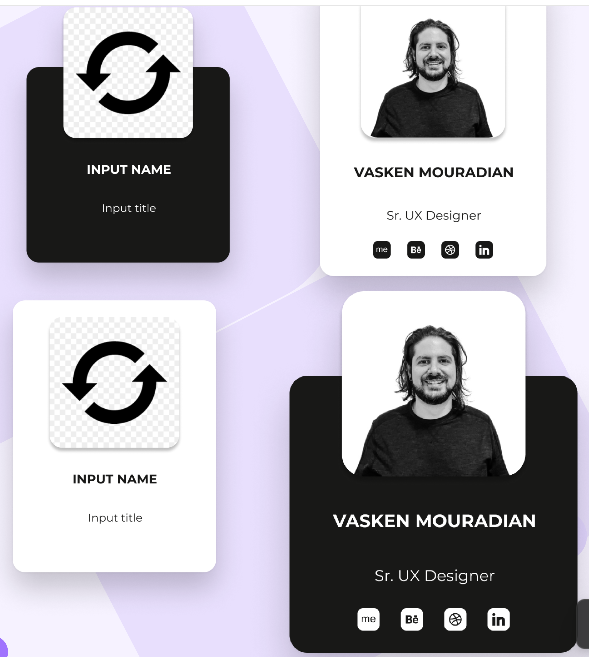 INPUT NAME
Input title
VASKEN MOURADIAN
Sr. UX Designer
me Bē in
INPUT NAME
Input title
VASKEN MOURADIAN
Sr. UX Designer
me Bē in